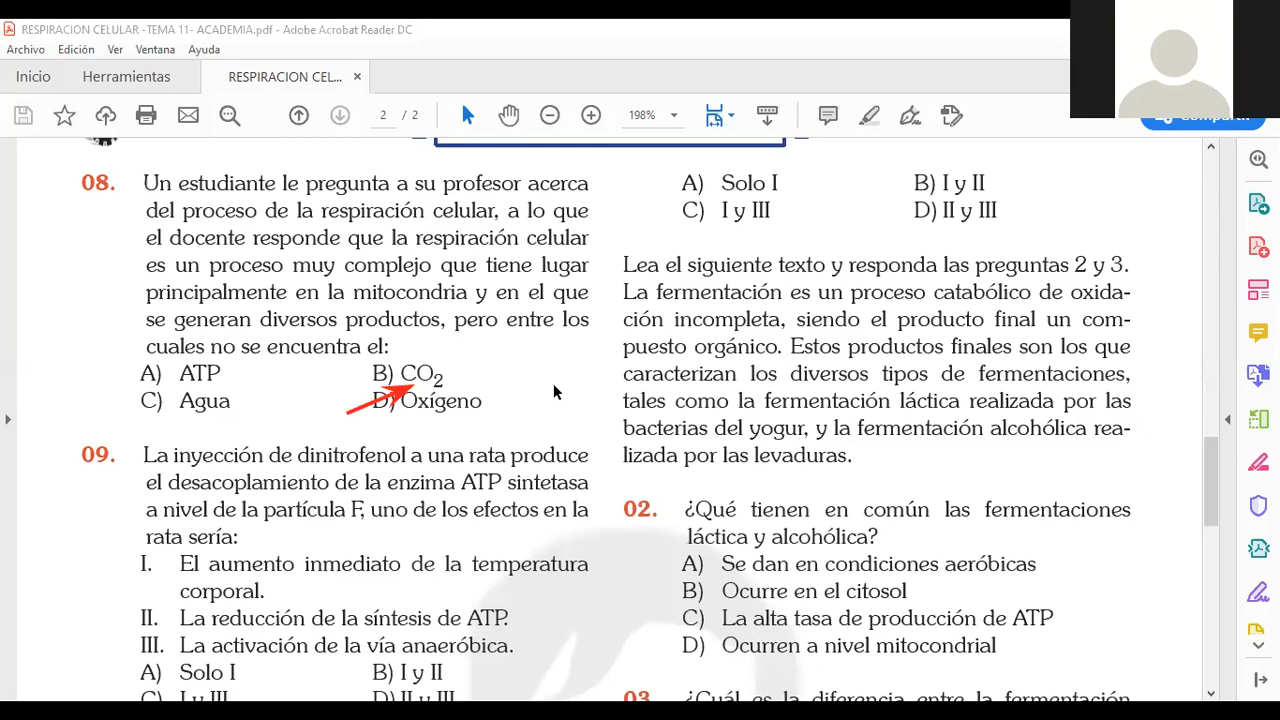 RESPIRACION CELULAR -TEMA 11- ACADEMIA.pdf - Adobe Acrobat Reader DC
Archivo Edición Ver Ventana Ayuda
Inicio Herramientas RESPIRACION CEL... ×
2 / 2 198%
08. Un estudiante le pregunta a su profesor acerca
del proceso de la respiración celular, a lo que
el docente responde que la respiración celular
es un proceso muy complejo que tiene lugar
principalmente en la mitocondria y en el que
se generan diversos productos, pero entre los
cuales no se encuentra el:
A) ATP B) CO2
C) Agua D) Oxígeno
09. La inyección de dinitrofenol a una rata produce
el desacoplamiento de la enzima ATP sintetasa
a nivel de la partícula F, uno de los efectos en la
rata sería:
I. El aumento inmediato de la temperatura
corporal.
II. La reducción de la síntesis de ATP.
III. La activación de la vía anaeróbica.
A) Solo I B) I y II
C) I y III D) II y III
A) Solo I B) I y II
C) I y III D) II y III
Lea el siguiente texto y responda las preguntas 2 y 3.
La fermentación es un proceso catabólico de oxida-
ción incompleta, siendo el producto final un com-
puesto orgánico. Estos productos finales son los que
caracterizan los diversos tipos de fermentaciones,
tales como la fermentación láctica realizada por las
bacterias del yogur, y la fermentación alcohólica rea-
lizada por las levaduras.
02. ¿Qué tienen en común las fermentaciones
láctica y alcohólica?
A) Se dan en condiciones aeróbicas
B) Ocurre en el citosol
C) La alta tasa de producción de ATP
D) Ocurren a nivel mitocondrial
03. ¿Cuál es la diferencia entre la fermentación